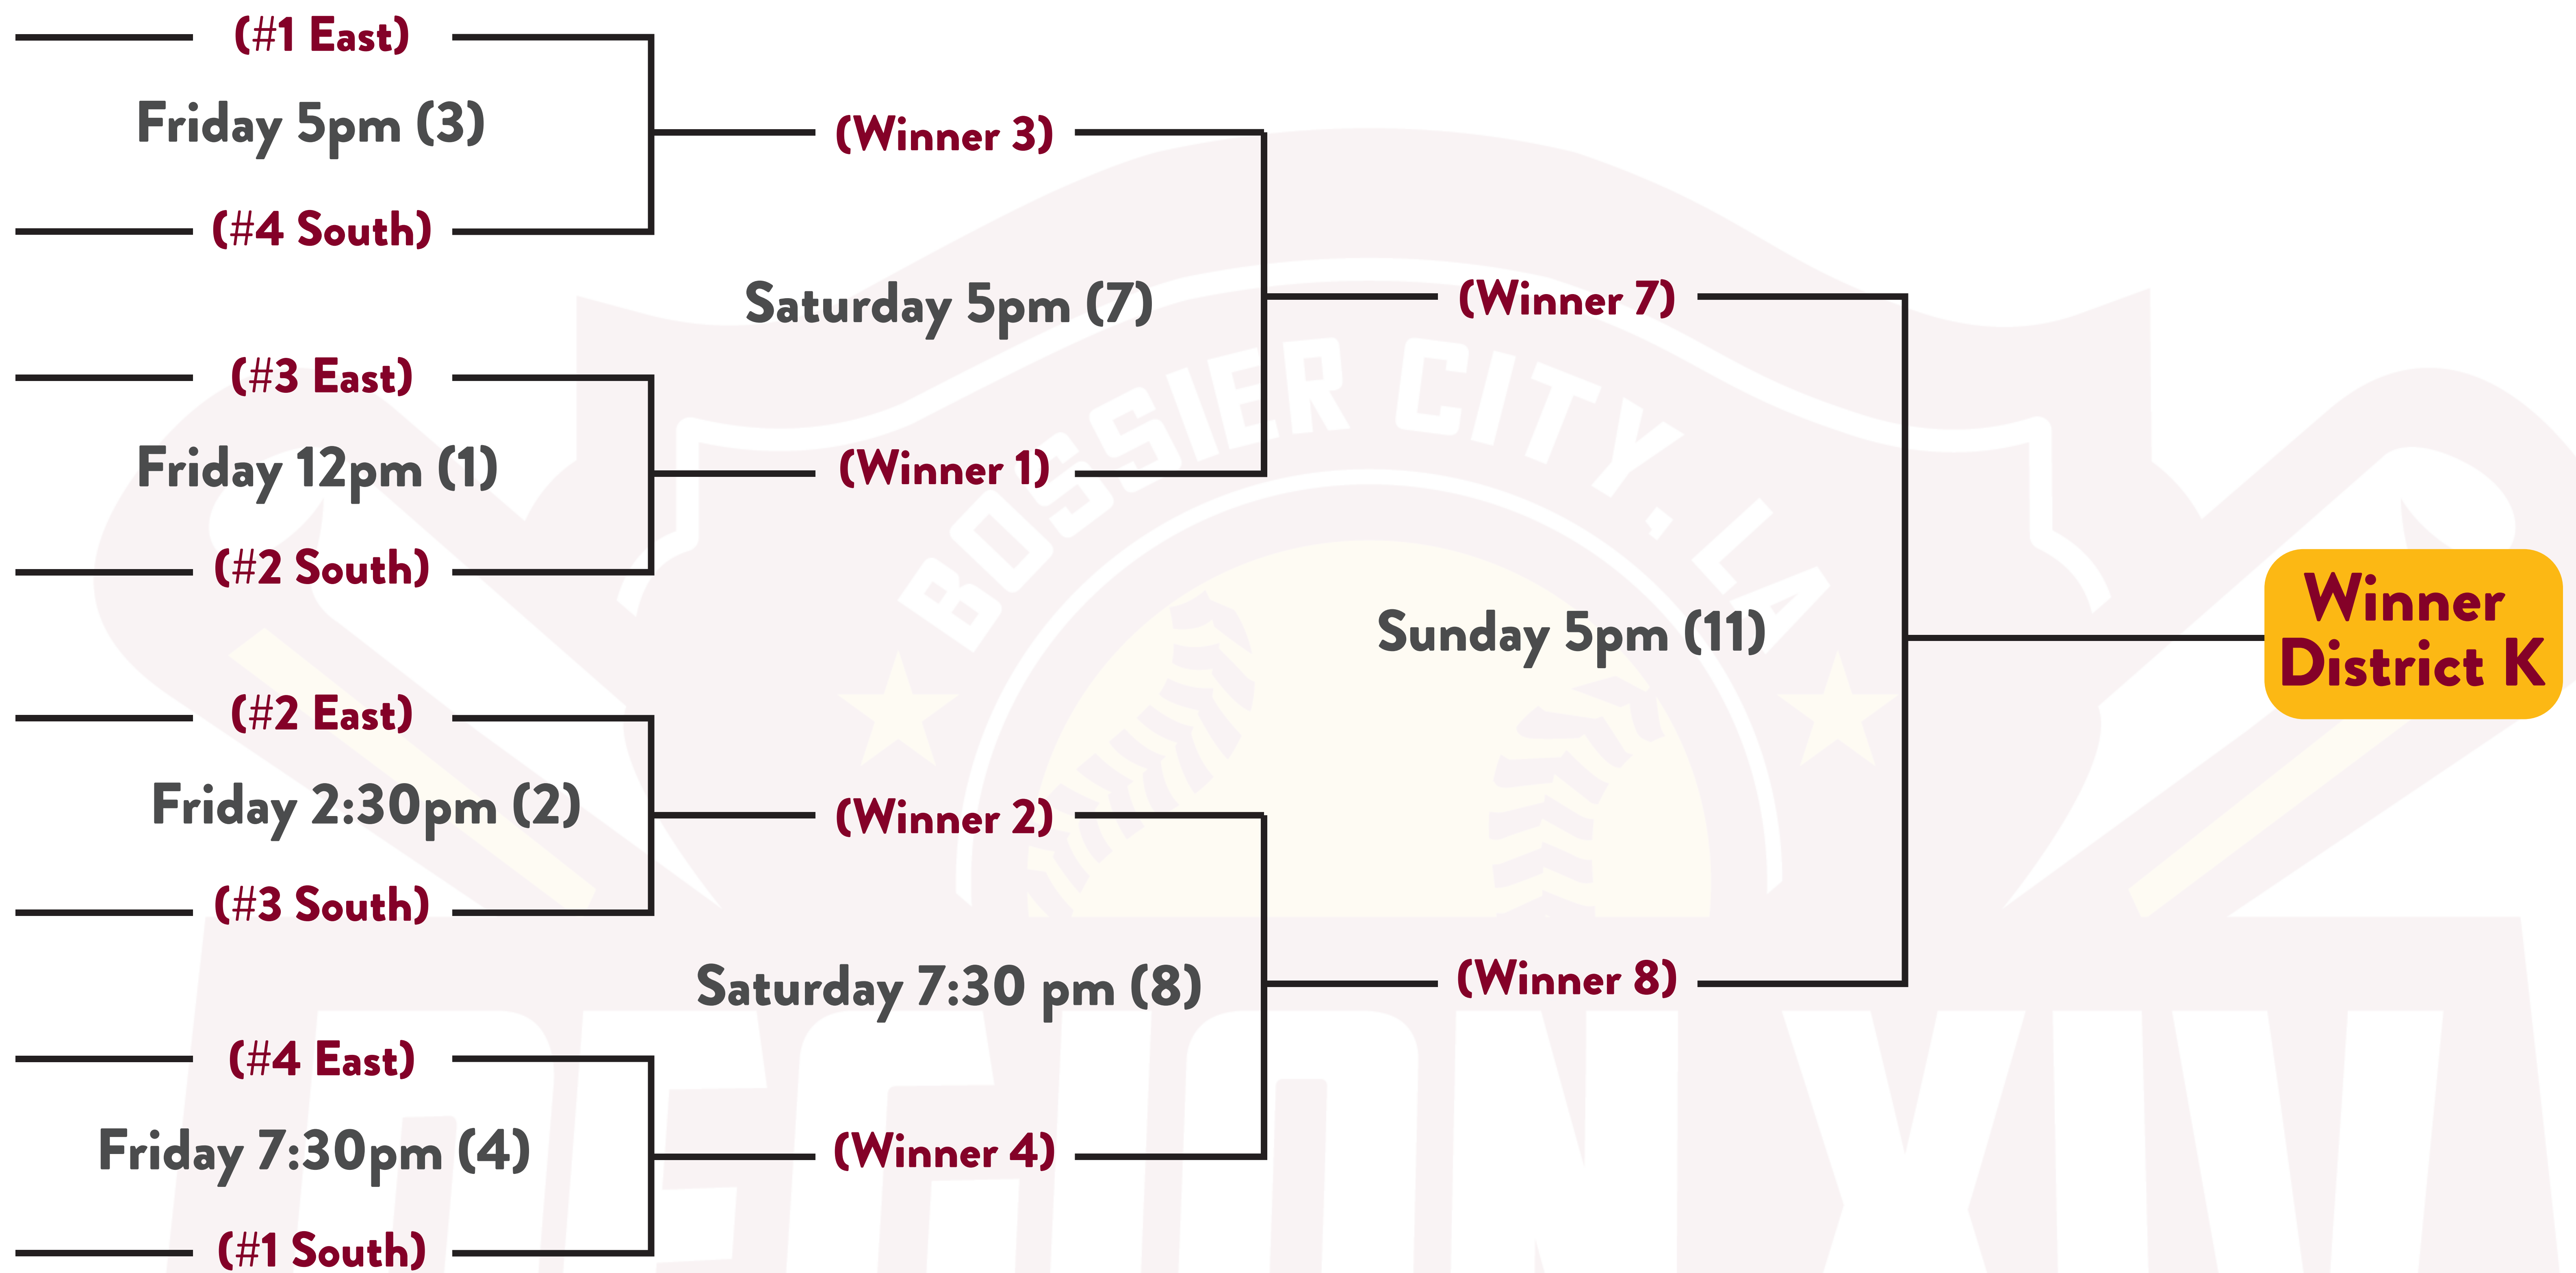 (#1 East)
Friday 5pm (3)
(#4 South)
(#3 East)
Friday 12pm (1)
(#2 South)
(#2 East)
Friday 2:30pm (2)
(#3 South)
(#4 East)
Friday 7:30pm (4)
(#1 South)
(Winner 3)
Saturday 5pm (7)
(Winner 1)
(Winner 2)
Saturday 7:30 pm (8)
(Winner 4)
(Winner 7)
Sunday 5pm (11)
(Winner 8)
Winner
District K
BOSSIER CITY, LA
REGION XIV